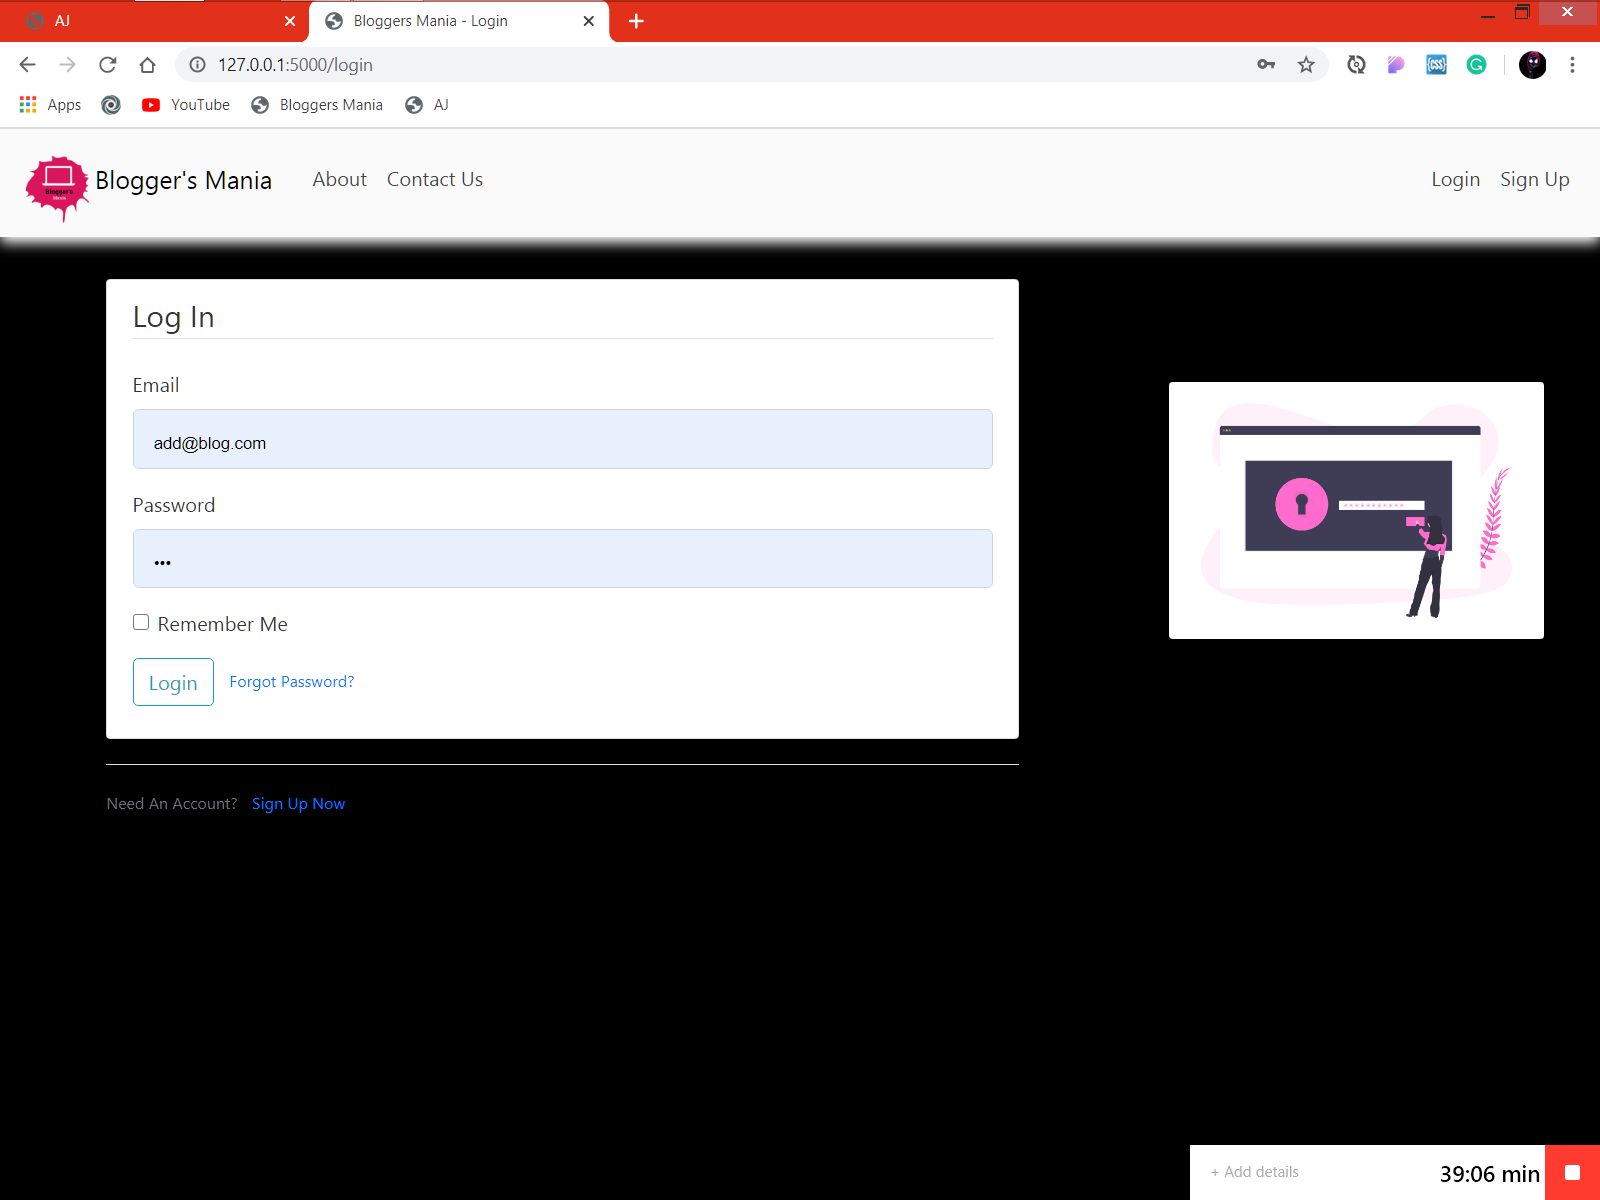 AJ
Bloggers Mania - Login
127.0.0.1:5000/login
Apps
YouTube
Bloggers Mania
AJ
Blogger's
Mania
Blogger's Mania
About
Contact Us
Login
Sign Up
Log In
Email
add@blog.com
Password
•••
Remember Me
Login
Forgot Password?
Need An Account? Sign Up Now
+ Add details
39:06 min